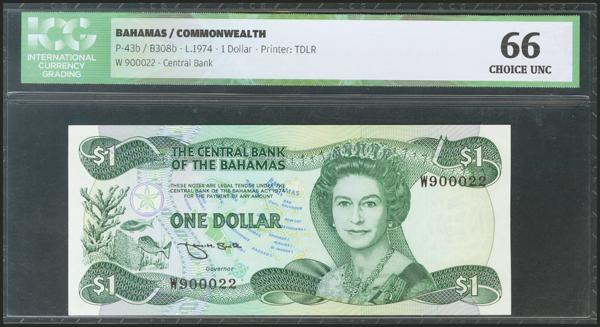 ICG
INTERNATIONAL
CURRENCY
GRADING
BAHAMAS / COMMONWEALTH
P-43b / B308b · L.1974 · 1 Dollar · Printer: TDLR
W 900022 · Central Bank
66
CHOICE UNC
$1
THE CENTRAL BANK
OF THE BAHAMAS
THESE NOTES ARE LEGAL TENDER UNDER THE
CENTRAL BANK OF THE BAHAMAS ACT 1974
FOR THE PAYMENT OF ANY AMOUNT
ONE DOLLAR
Governor
W900022
$1
$1
W900022
$1
BAHAMAS